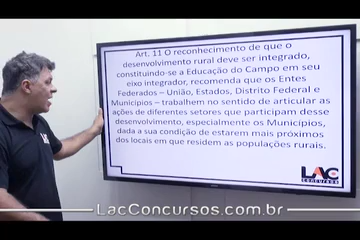 Art. 11 O reconhecimento de que o
desenvolvimento rural deve ser integrado,
constituindo-se a Educação do Campo em seu
eixo integrador, recomenda que os Entes
Federados – União, Estados, Distrito Federal e
Municípios – trabalhem no sentido de articular as
ações de diferentes setores que participam desse
desenvolvimento, especialmente os Municípios,
dada a sua condição de estarem mais próximos
dos locais em que residem as populações rurais.
LAC
CONCURSOS
LacConcursos.com.br